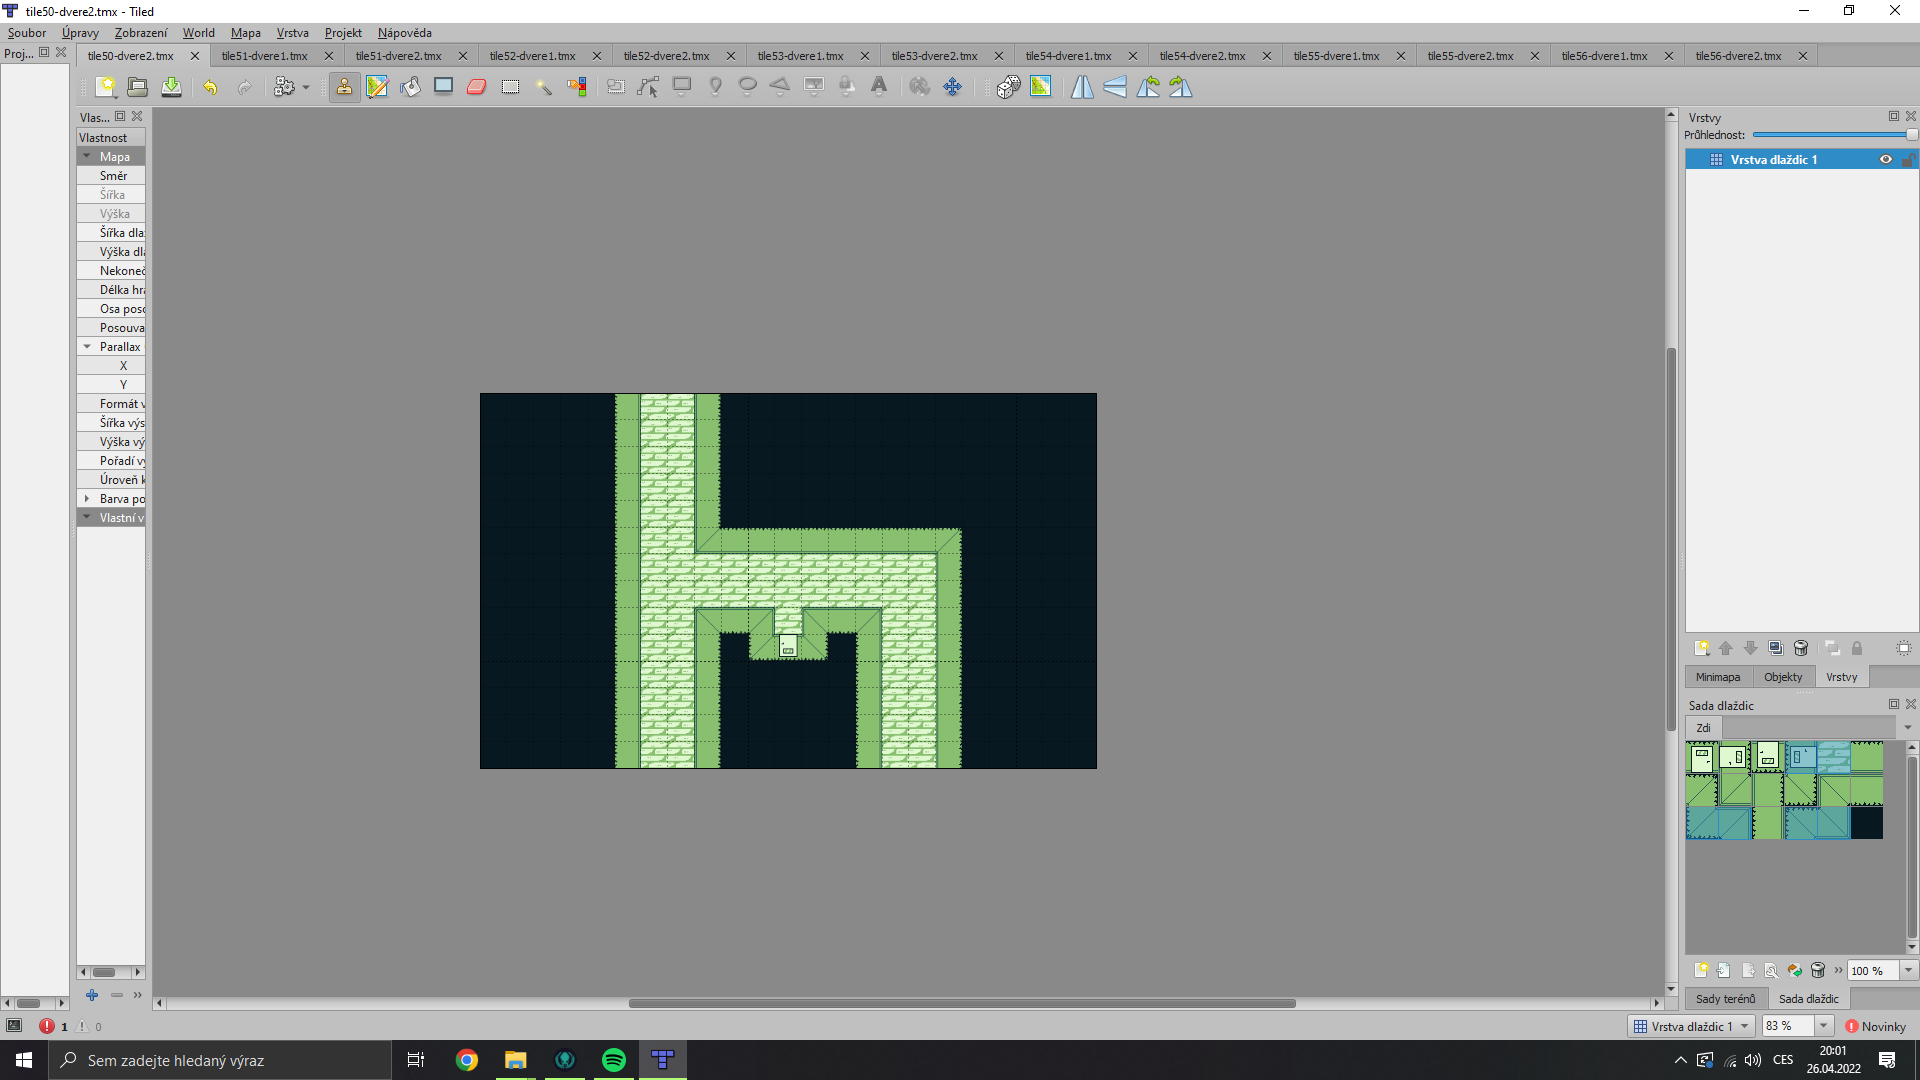 tile50-dvere2.tmx - Tiled
Soubor Úpravy Zobrazení World Mapa Vrstva Projekt Nápověda
Proj... tile50-dvere2.tmx tile51-dvere1.tmx tile51-dvere2.tmx tile52-dvere1.tmx tile52-dvere2.tmx tile53-dvere1.tmx tile53-dvere2.tmx tile54-dvere1.tmx tile54-dvere2.tmx tile55-dvere1.tmx tile55-dvere2.tmx tile56-dvere1.tmx tile56-dvere2.tmx
Vlas...
Vlastnost
Mapa
Směr
Šířka
Výška
Šířka dla
Výška dla
Nekoneč
Délka hra
Osa poso
Posouva
Parallax
X
Y
Formát v
Šířka výs
Výška vý
Pořadí vy
Úroveň k
Barva po
Vlastní v
Vrstvy
Průhlednost:
Vrstva dlaždic 1
Minimapa Objekty Vrstvy
Sada dlaždic
Zdi
100 %
Sady terénů Sada dlaždic
1 0
Vrstva dlaždic 1 83 % Novinky
Sem zadejte hledaný výraz
CES
20:01
26.04.2022